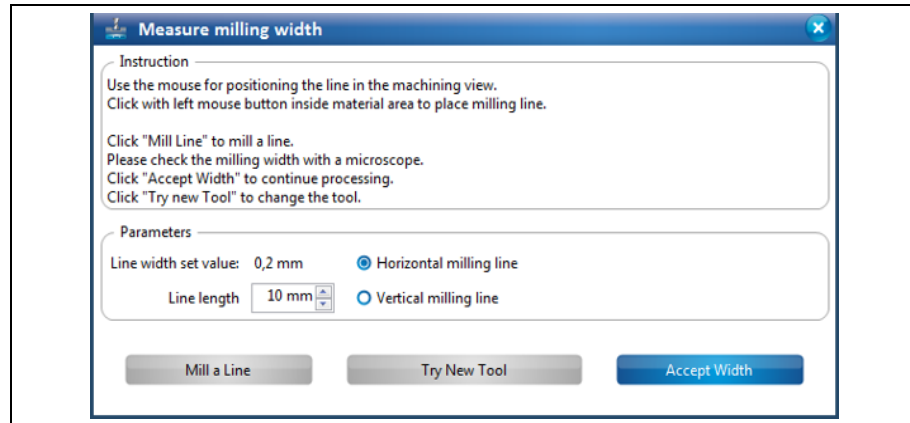 Measure milling width
Instruction
Use the mouse for positioning the line in the machining view.
Click with left mouse button inside material area to place milling line.
Click "Mill Line" to mill a line.
Please check the milling width with a microscope.
Click "Accept Width" to continue processing.
Click "Try new Tool" to change the tool.
Parameters
Line width set value: 0,2 mm Horizontal milling line
Line length 10 mm Vertical milling line
Mill a Line Try New Tool Accept Width